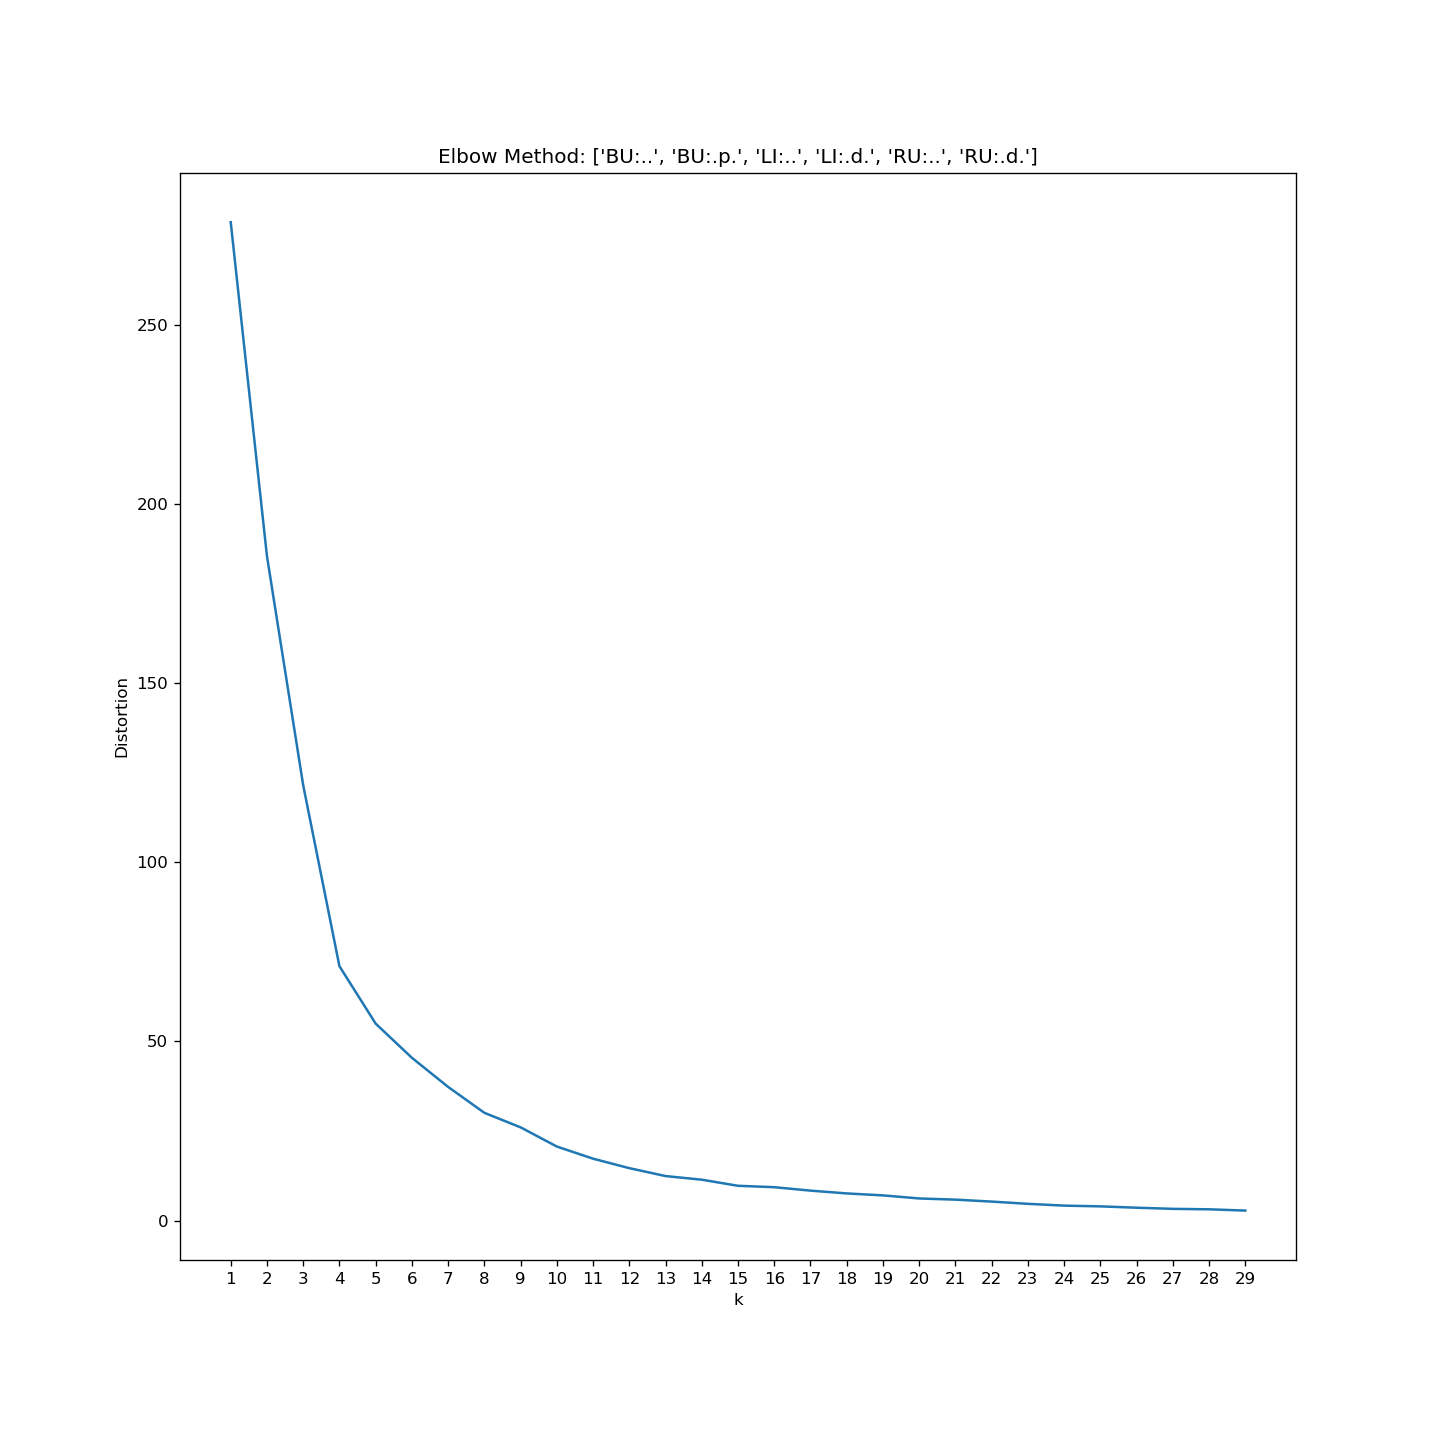 Elbow Method: ['BU:..', 'BU:.p.', 'LI:..', 'LI:.d.', 'RU:..', 'RU:.d.']
250
200
150
100
50
0
Distortion
1 2 3 4 5 6 7 8 9 10 11 12 13 14 15 16 17 18 19 20 21 22 23 24 25 26 27 28 29
k